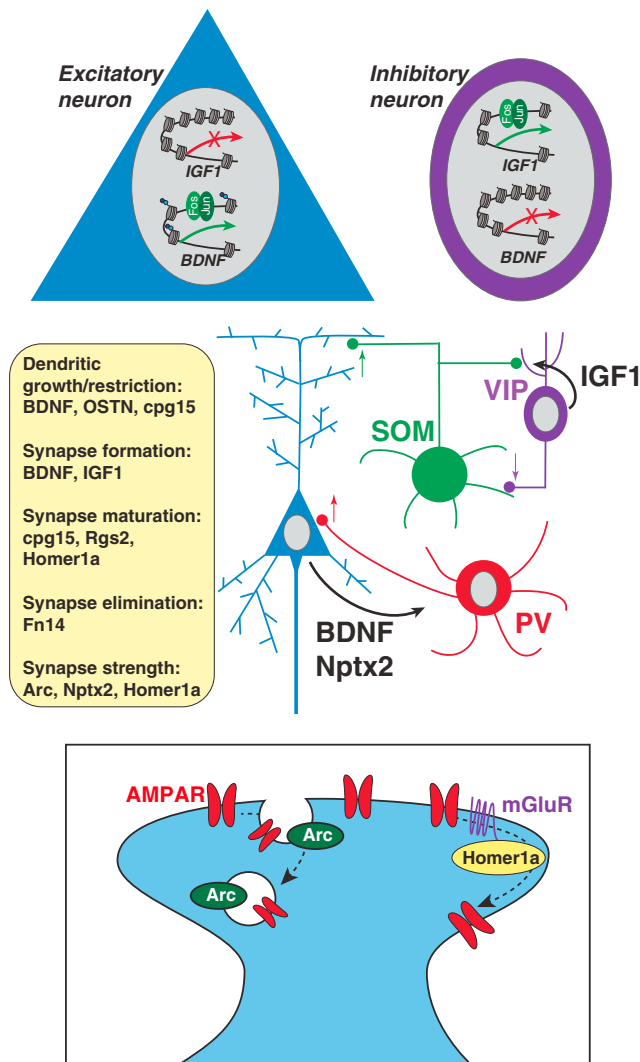 Excitatory
neuron
IGF1
Fos
Jun
BDNF
Inhibitory
neuron
Fos
Jun
IGF1
BDNF
Dendritic
growth/restriction:
BDNF, OSTN, cpg15
Synapse formation:
BDNF, IGF1
Synapse maturation:
cpg15, Rgs2,
Homer1a
Synapse elimination:
Fn14
Synapse strength:
Arc, Nptx2, Homer1a
SOM
VIP
IGF1
BDNF
Nptx2
PV
AMPAR
Arc
Arc
mGluR
Homer1a